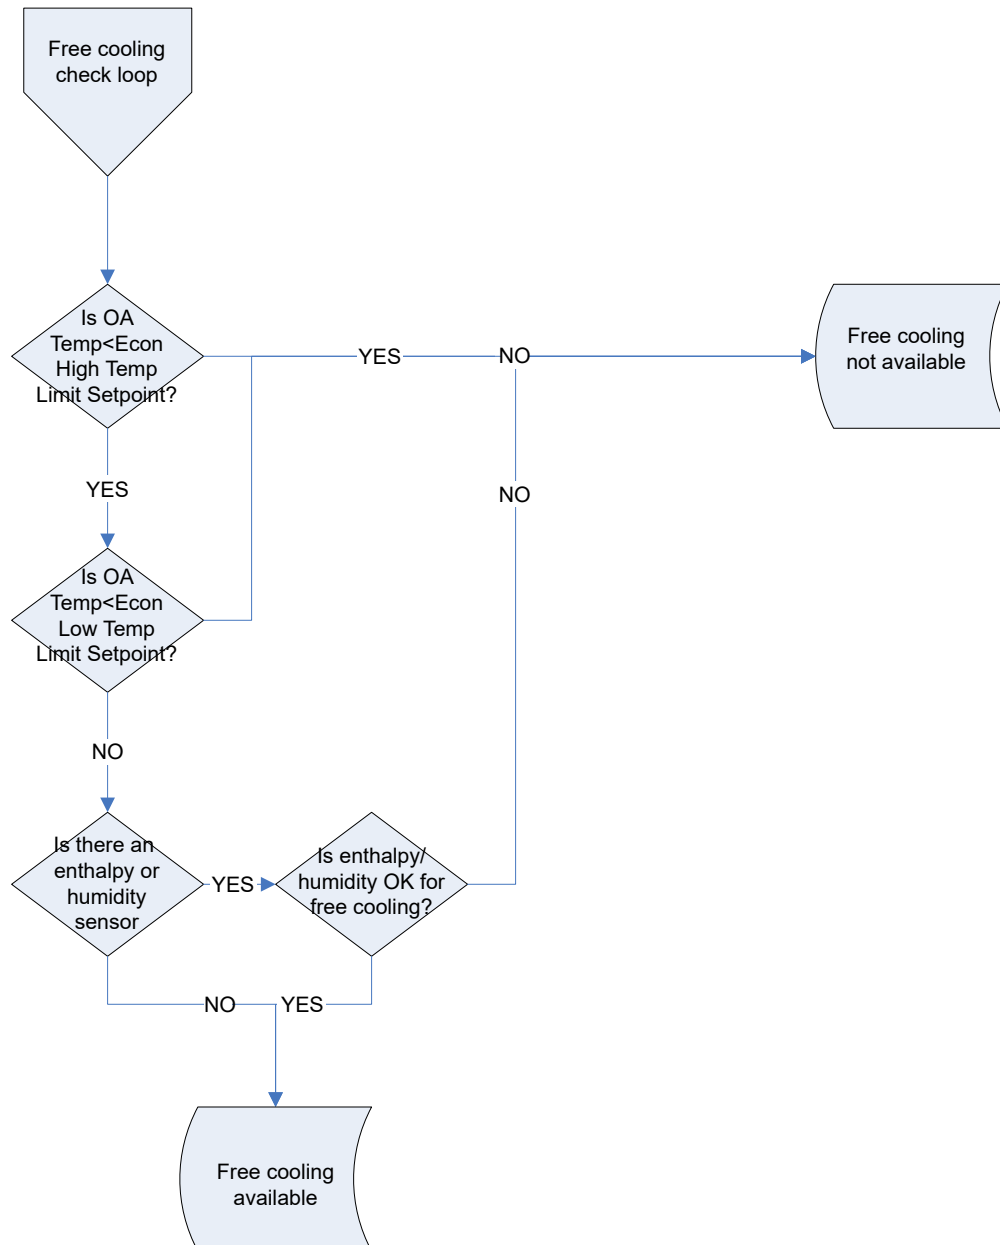 Free cooling
check loop
Is OA
Temp<Econ
High Temp
Limit Setpoint?
YES
NO
Free cooling
not available
YES
NO
Is OA
Temp<Econ
Low Temp
Limit Setpoint?
NO
Is there an
enthalpy or
humidity
sensor
YES
Is enthalpy/
humidity OK for
free cooling?
NO
YES
Free cooling
available